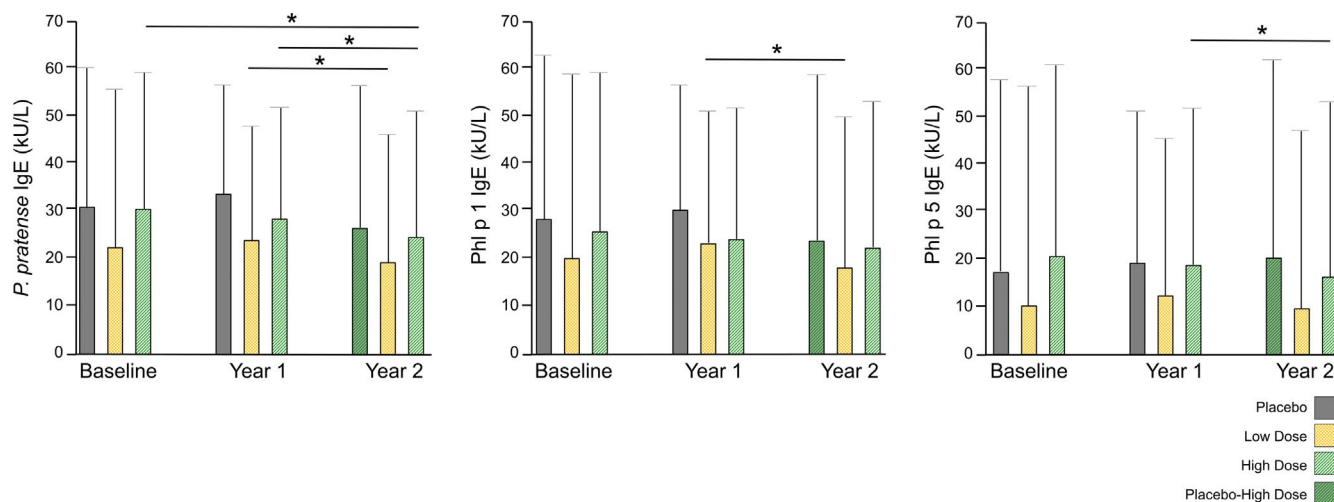 *
*
*
70
60
50
40
30
20
10
0
P. pratense IgE (kU/L)
Baseline
Year 1
Year 2
*
70
60
50
40
30
20
10
0
Phl p 1 IgE (kU/L)
Baseline
Year 1
Year 2
*
70
60
50
40
30
20
10
0
Phl p 5 IgE (kU/L)
Baseline
Year 1
Year 2
Placebo
Low Dose
High Dose
Placebo-High Dose